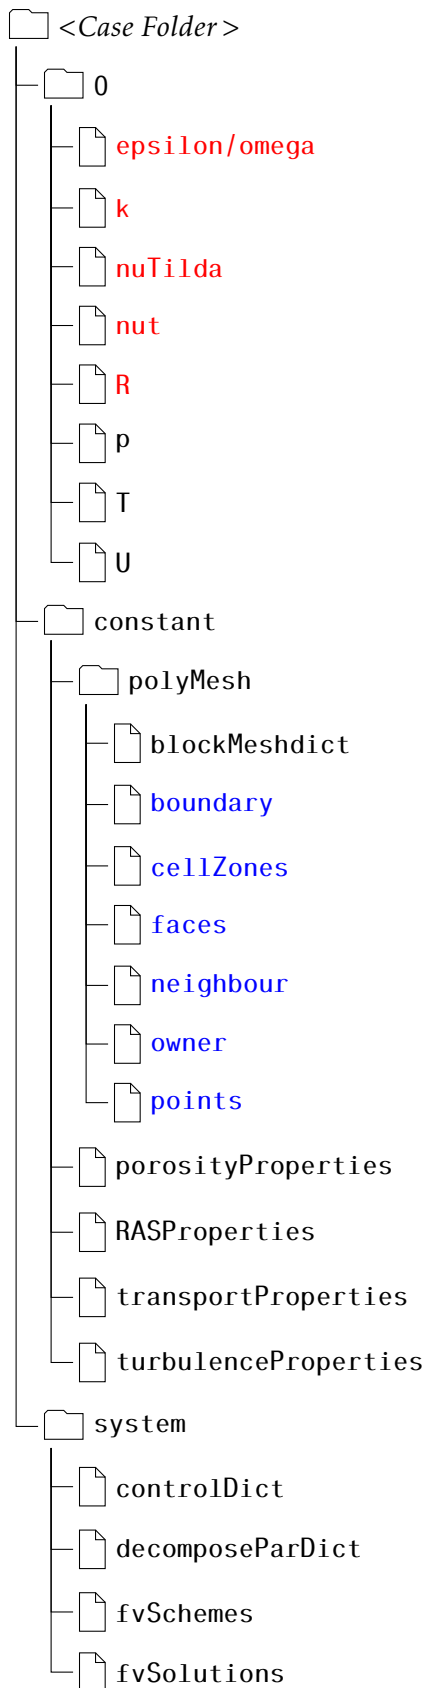 <Case Folder>
0
epsilon/omega
k
nuTilda
nut
R
p
T
U
constant
polyMesh
blockMeshdict
boundary
cellZones
faces
neighbour
owner
points
porosityProperties
RASProperties
transportProperties
turbulenceProperties
system
controlDict
decomposeParDict
fvSchemes
fvSolutions